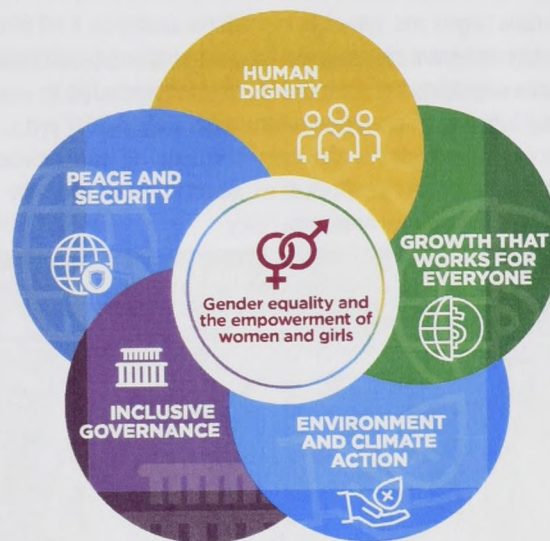 HUMAN
DIGNITY
PEACE AND
SECURITY
GROWTH THAT
WORKS FOR
EVERYONE
Gender equality and
the empowerment of
women and girls
INCLUSIVE
GOVERNANCE
ENVIRONMENT
AND CLIMATE
ACTION